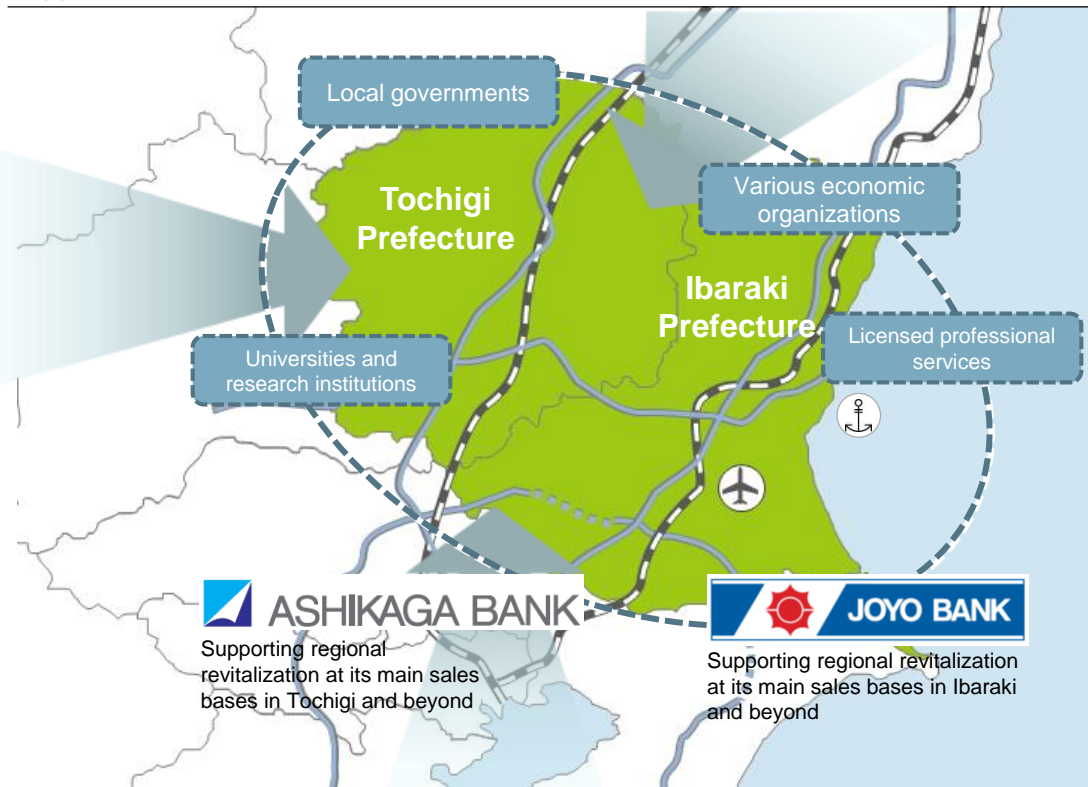 Local governments
Various economic
organizations
Tochigi
Prefecture
Ibaraki
Prefecture
Licensed professional
services
Universities and
research institutions
ASHIKAGA BANK
Supporting regional
revitalization at its main sales
bases in Tochigi and beyond
JOYO BANK
Supporting regional revitalization
at its main sales bases in Ibaraki
and beyond